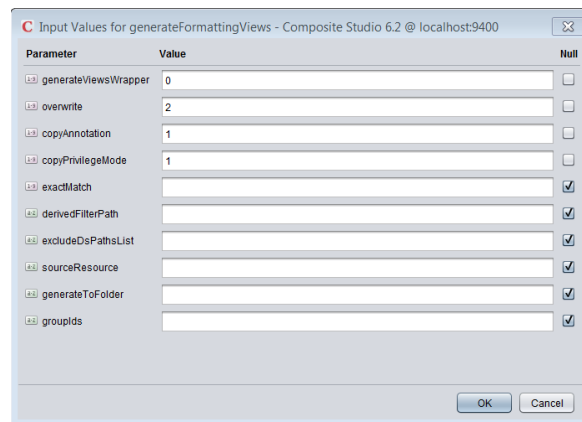 C Input Values for generateFormattingViews - Composite Studio 6.2 @ localhost:9400
Parameter Value Null
generateViewsWrapper 0
overwrite 2
copyAnnotation 1
copyPrivilegeMode 1
exactMatch
derivedFilterPath
excludeDsPathsList
sourceResource
generateToFolder
groupIds
OK Cancel